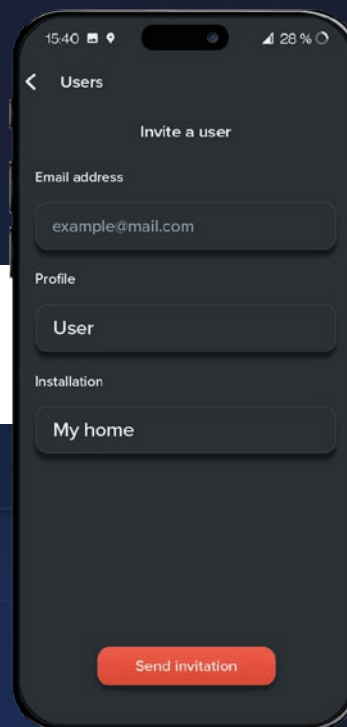 15:40 28 %
Users
Invite a user
Email address
example@mail.com
Profile
User
Installation
My home
Send invitation